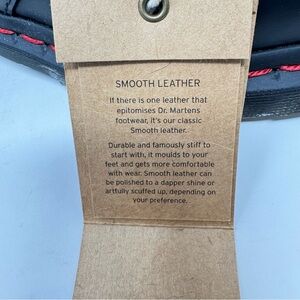 SMOOTH LEATHER
If there is one leather that
epitomises Dr. Martens
footwear, it's our classic
Smooth leather.
Durable and famously stiff to
start with, it moulds to your
feet and gets more comfortable
with wear. Smooth leather can
be polished to a dapper shine or
artfully scuffed up, depending on
your preference.